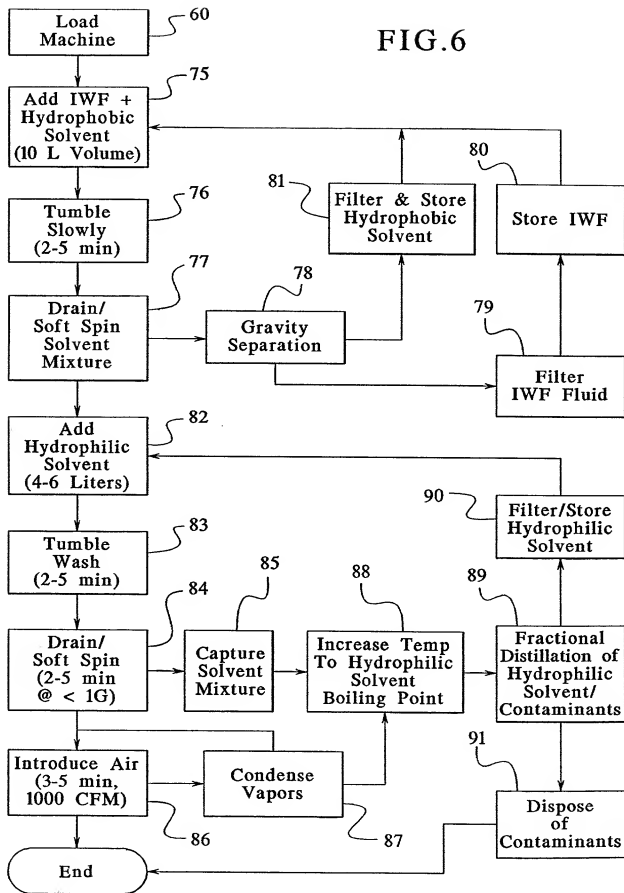 FIG.6
Load
Machine
60
75
Add IWF +
Hydrophobic
Solvent
(10 L Volume)
76
Tumble
Slowly
(2-5 min)
77
Drain/
Soft Spin
Solvent
Mixture
78
Gravity
Separation
81
Filter & Store
Hydrophobic
Solvent
80
Store IWF
79
Filter
IWF Fluid
82
Add
Hydrophilic
Solvent
(4-6 Liters)
83
Tumble
Wash
(2-5 min)
84
Drain/
Soft Spin
(2-5 min
@ < 1G)
85
Capture
Solvent
Mixture
88
Increase Temp
To Hydrophilic
Solvent
Boiling Point
89
Fractional
Distillation of
Hydrophilic
Solvent/
Contaminants
90
Filter/Store
Hydrophilic
Solvent
91
Dispose
of
Contaminants
Introduce Air
(3-5 min,
1000 CFM)
86
Condense
Vapors
87
End